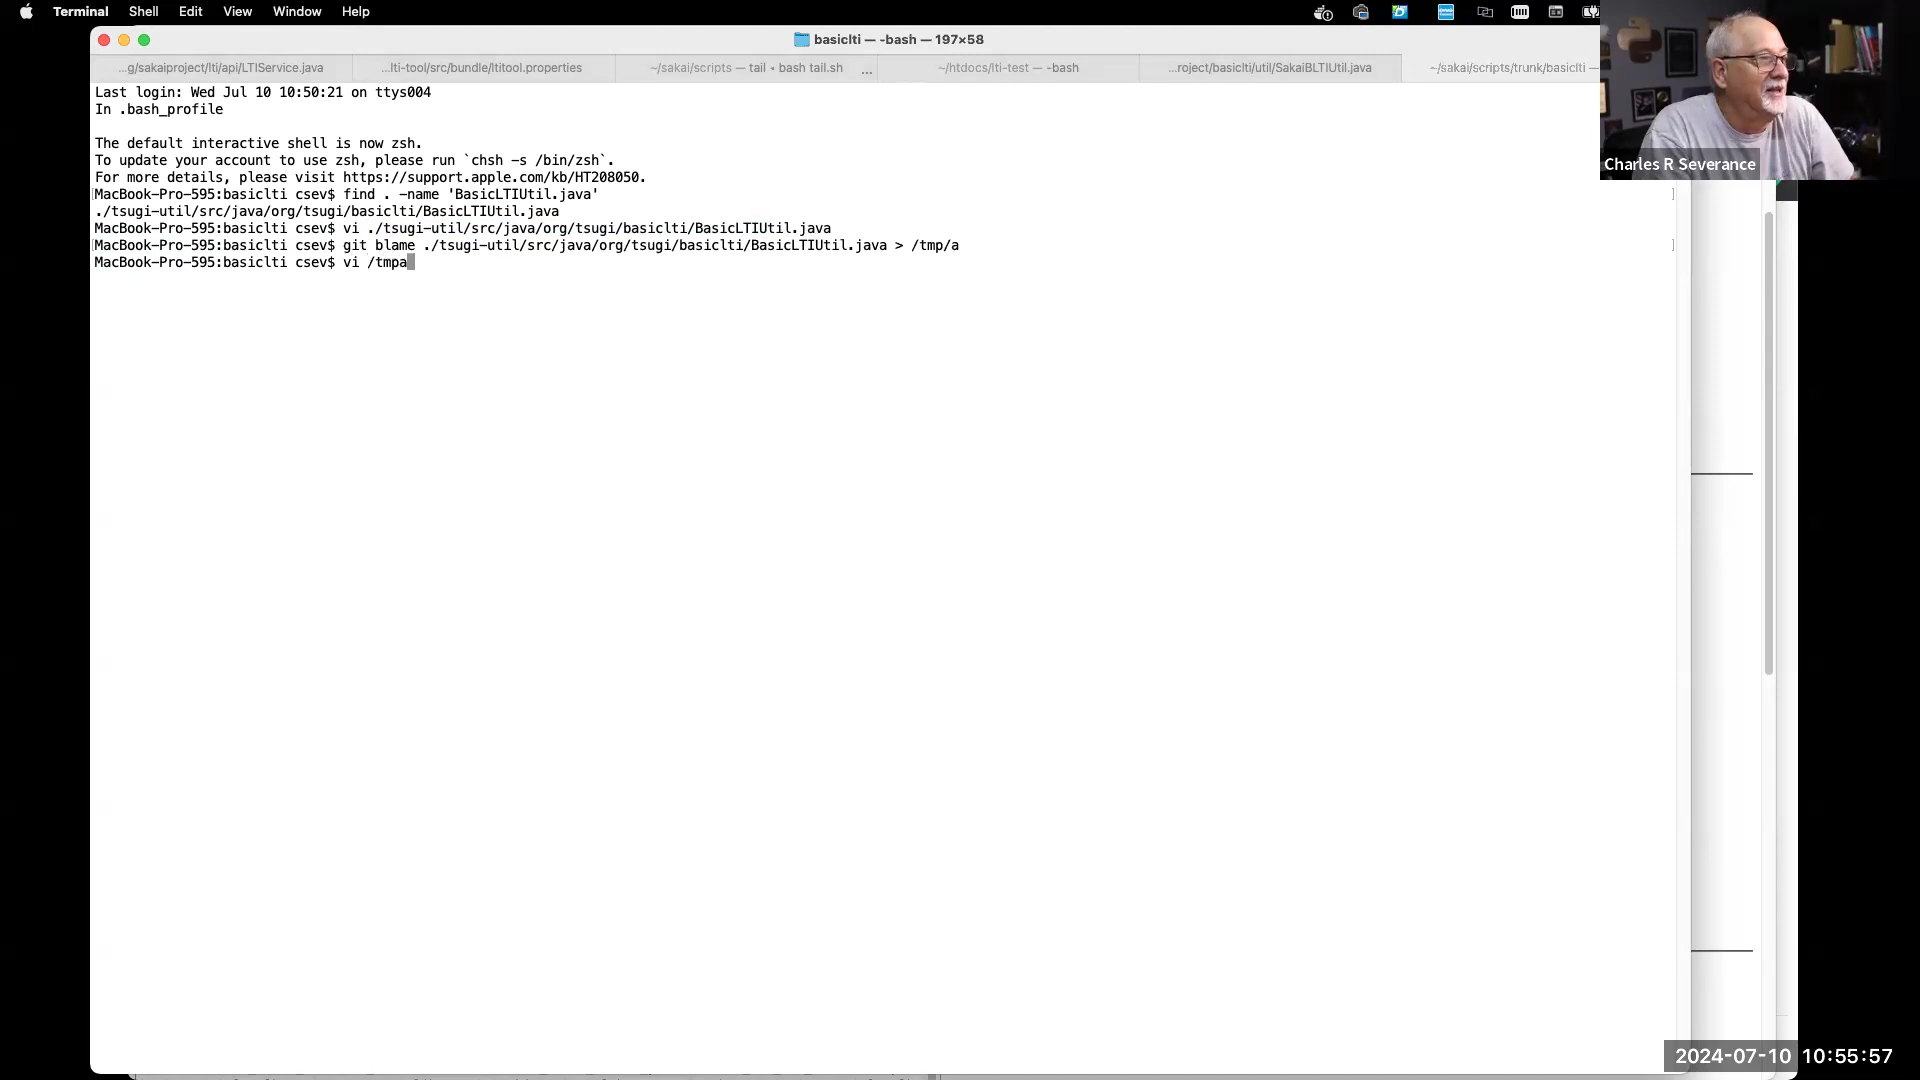 Terminal Shell Edit View Window Help
basiclti — -bash — 197×58
...g/sakaiproject/lti/api/LTIService.java ...lti-tool/src/bundle/ltitool.properties ~/sakai/scripts — tail ◂ bash tail.sh ... ~/htdocs/lti-test — -bash ...roject/basiclti/util/SakaiBLTIUtil.java ~/sakai/scripts/trunk/basiclti —
Last login: Wed Jul 10 10:50:21 on ttys004
In .bash_profile
The default interactive shell is now zsh.
To update your account to use zsh, please run `chsh -s /bin/zsh`.
For more details, please visit https://support.apple.com/kb/HT208050.
[MacBook-Pro-595:basiclti csev$ find . -name 'BasicLTIUtil.java' ]
./tsugi-util/src/java/org/tsugi/basiclti/BasicLTIUtil.java
MacBook-Pro-595:basiclti csev$ vi ./tsugi-util/src/java/org/tsugi/basiclti/BasicLTIUtil.java
[MacBook-Pro-595:basiclti csev$ git blame ./tsugi-util/src/java/org/tsugi/basiclti/BasicLTIUtil.java > /tmp/a ]
MacBook-Pro-595:basiclti csev$ vi /tmpa
Charles R Severance
2024-07-10 10:55:57